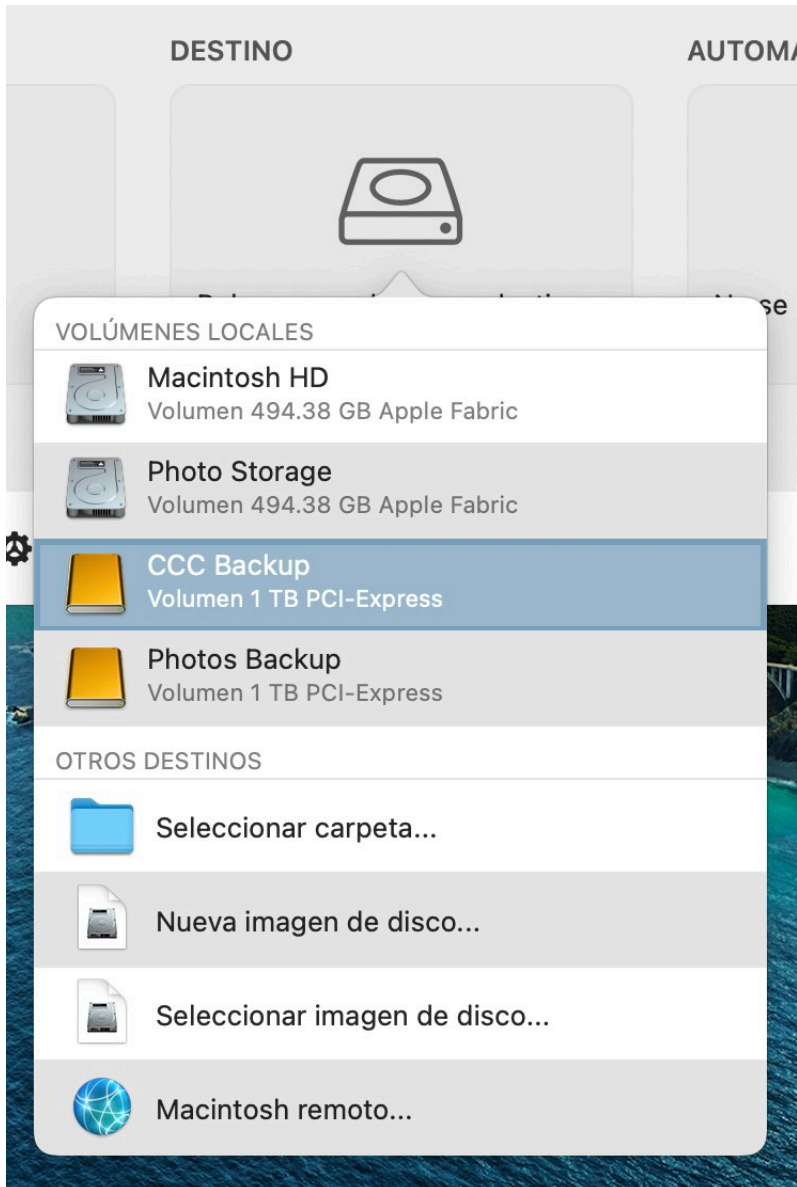 DESTINO
AUTOMA
se
VOLÚMENES LOCALES
Macintosh HD
Volumen 494.38 GB Apple Fabric
Photo Storage
Volumen 494.38 GB Apple Fabric
CCC Backup
Volumen 1 TB PCI-Express
Photos Backup
Volumen 1 TB PCI-Express
OTROS DESTINOS
Seleccionar carpeta...
Nueva imagen de disco...
Seleccionar imagen de disco...
Macintosh remoto...